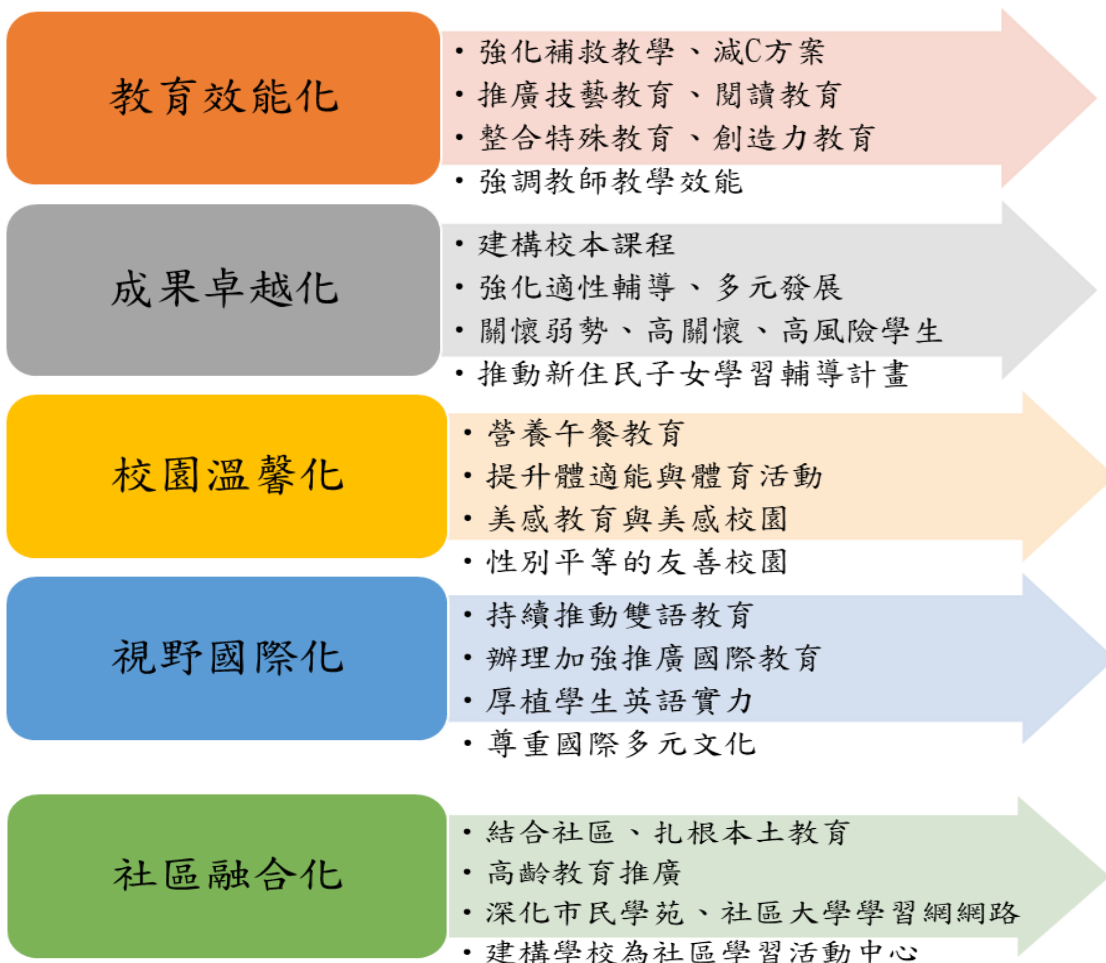 教育效能化
・強化補救教學、減C方案
・推廣技藝教育、閱讀教育
・整合特殊教育、創造力教育
・強調教師教學效能
成果卓越化
・建構校本課程
・強化適性輔導、多元發展
・關懷弱勢、高關懷、高風險學生
・推動新住民子女學習輔導計畫
校園溫馨化
・營養午餐教育
・提升體適能與體育活動
・美感教育與美感校園
・性別平等的友善校園
視野國際化
・持續推動雙語教育
・辦理加強推廣國際教育
・厚植學生英語實力
・尊重國際多元文化
社區融合化
・結合社區、扎根本土教育
・高齡教育推廣
・深化市民學苑、社區大學學習網網路
・建構學校為社區學習活動中心